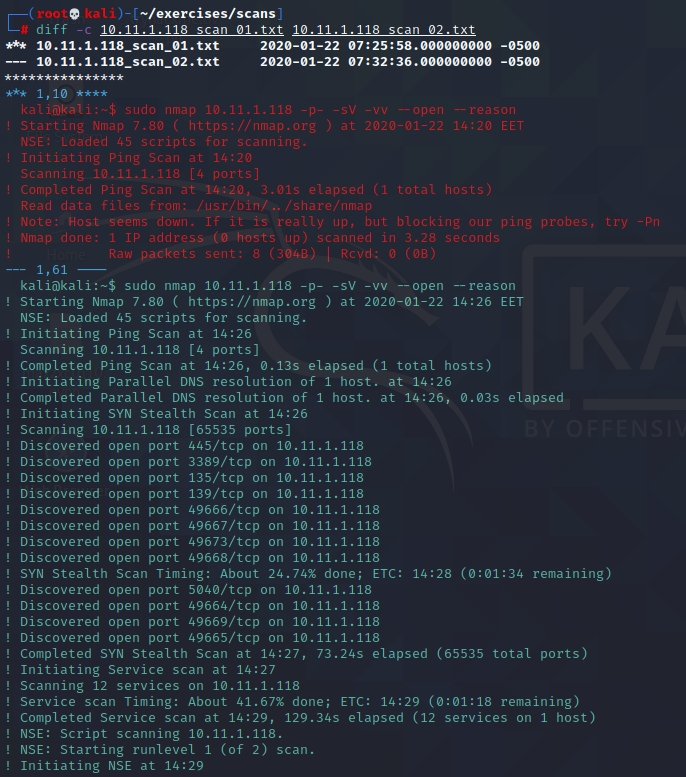 ┌──(root💀kali)-[~/exercises/scans]
└─# diff -c 10.11.1.118_scan_01.txt 10.11.1.118_scan_02.txt
*** 10.11.1.118_scan_01.txt     2020-01-22 07:25:58.000000000 -0500
--- 10.11.1.118_scan_02.txt     2020-01-22 07:32:36.000000000 -0500
***************
*** 1,10 ****
  kali@kali:~$ sudo nmap 10.11.1.118 -p- -sV -vv --open --reason
! Starting Nmap 7.80 ( https://nmap.org ) at 2020-01-22 14:20 EET
  NSE: Loaded 45 scripts for scanning.
! Initiating Ping Scan at 14:20
  Scanning 10.11.1.118 [4 ports]
! Completed Ping Scan at 14:20, 3.01s elapsed (1 total hosts)
  Read data files from: /usr/bin/../share/nmap
! Note: Host seems down. If it is really up, but blocking our ping probes, try -Pn
! Nmap done: 1 IP address (0 hosts up) scanned in 3.28 seconds
!            Raw packets sent: 8 (304B) | Rcvd: 0 (0B)
--- 1,61 ----
  kali@kali:~$ sudo nmap 10.11.1.118 -p- -sV -vv --open --reason
! Starting Nmap 7.80 ( https://nmap.org ) at 2020-01-22 14:26 EET
  NSE: Loaded 45 scripts for scanning.
! Initiating Ping Scan at 14:26
  Scanning 10.11.1.118 [4 ports]
! Completed Ping Scan at 14:26, 0.13s elapsed (1 total hosts)
! Initiating Parallel DNS resolution of 1 host. at 14:26
! Completed Parallel DNS resolution of 1 host. at 14:26, 0.03s elapsed
! Initiating SYN Stealth Scan at 14:26
! Scanning 10.11.1.118 [65535 ports]
! Discovered open port 445/tcp on 10.11.1.118
! Discovered open port 3389/tcp on 10.11.1.118
! Discovered open port 135/tcp on 10.11.1.118
! Discovered open port 139/tcp on 10.11.1.118
! Discovered open port 49666/tcp on 10.11.1.118
! Discovered open port 49667/tcp on 10.11.1.118
! Discovered open port 49673/tcp on 10.11.1.118
! Discovered open port 49668/tcp on 10.11.1.118
! SYN Stealth Scan Timing: About 24.74% done; ETC: 14:28 (0:01:34 remaining)
! Discovered open port 5040/tcp on 10.11.1.118
! Discovered open port 49664/tcp on 10.11.1.118
! Discovered open port 49669/tcp on 10.11.1.118
! Discovered open port 49665/tcp on 10.11.1.118
! Completed SYN Stealth Scan at 14:27, 73.24s elapsed (65535 total ports)
! Initiating Service scan at 14:27
! Scanning 12 services on 10.11.1.118
! Service scan Timing: About 41.67% done; ETC: 14:29 (0:01:18 remaining)
! Completed Service scan at 14:29, 129.34s elapsed (12 services on 1 host)
! NSE: Script scanning 10.11.1.118.
! NSE: Starting runlevel 1 (of 2) scan.
! Initiating NSE at 14:29
KA
BY OFFENSIV
Home